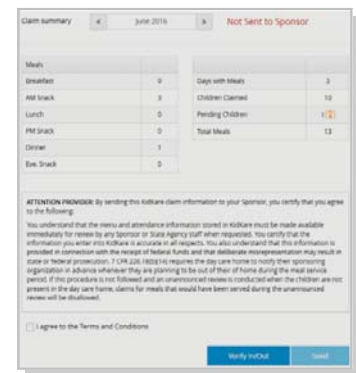 Claim summary < June 2016 > Not Sent to Sponsor
Meals
Breakfast 0 Days with Meals 3
AM Snack 3 Children Claimed 10
Lunch 0 Pending Children 1
PM Snack 0 Total Meals 13
Dinner 1
Eve. Snack 0
ATTENTION PROVIDER: By sending this KidKare claim information to your Sponsor, you certify that you agree
to the following:
You understand that the menu and attendance information stored in KidKare must be made available
immediately for review by any Sponsor or State Agency staff when requested. You certify that the
information you enter into KidKare is accurate in all respects. You also understand that this information is
provided in connection with the receipt of federal funds and that deliberate misrepresentation may result in
state or federal prosecution. 7 CFR 226.18(b)(14) requires the day care home to notify their sponsoring
organization in advance whenever they are planning to be out of their home during the meal service
period. If this procedure is not followed and an unannounced review is conducted when the children are not
present in the day care home, claims for meals that would have been served during the unannounced
review will be disallowed.
I agree to the Terms and Conditions
Verify In/Out Send